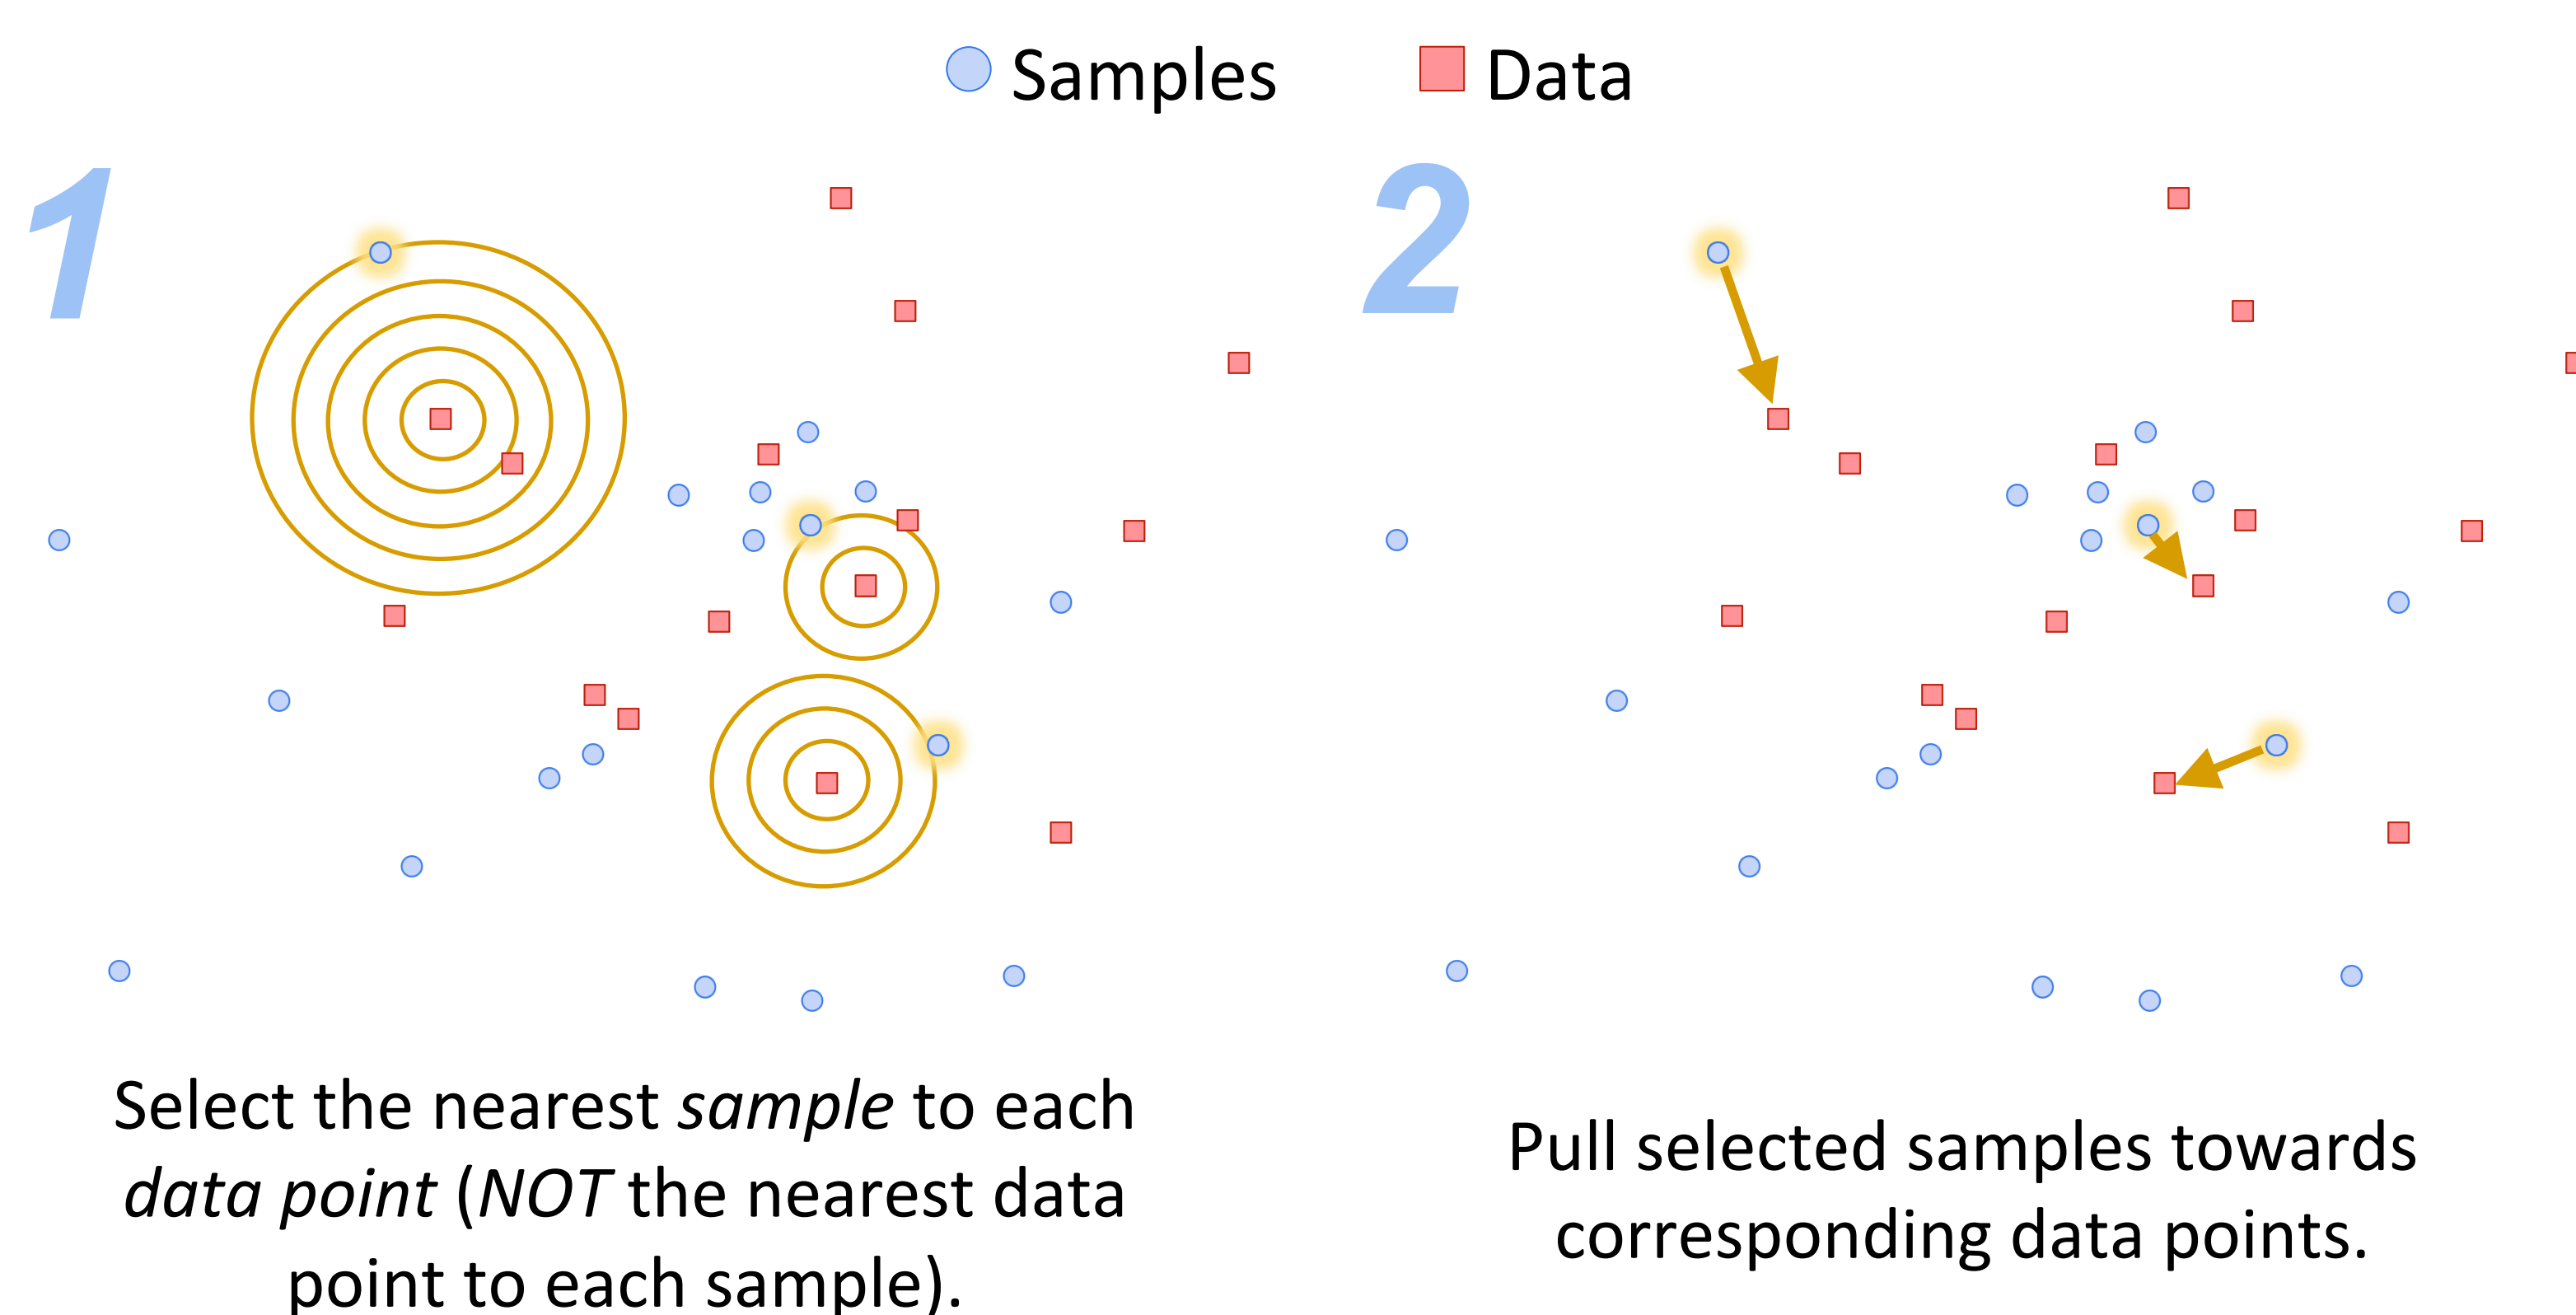 Samples Data
1 2
Select the nearest sample to each
data point (NOT the nearest data
point to each sample).
Pull selected samples towards
corresponding data points.